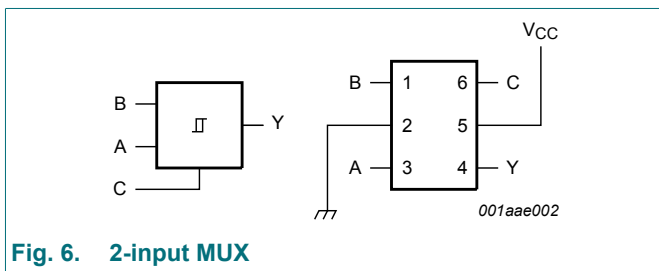 VCC
B
A
C
Y
B 1 6 C
2 5
A 3 4 Y
001aae002
Fig. 6. 2-input MUX